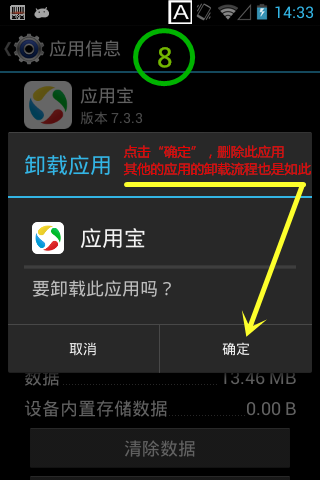 A 14:33
应用信息
8
应用宝
版本 7.3.3
卸载应用
点击“确定”，删除此应用
其他的应用的卸载流程也是如此
应用宝
要卸载此应用吗？
取消 确定
数据 13.46 MB
设备内置存储数据 0.00 B
清除数据